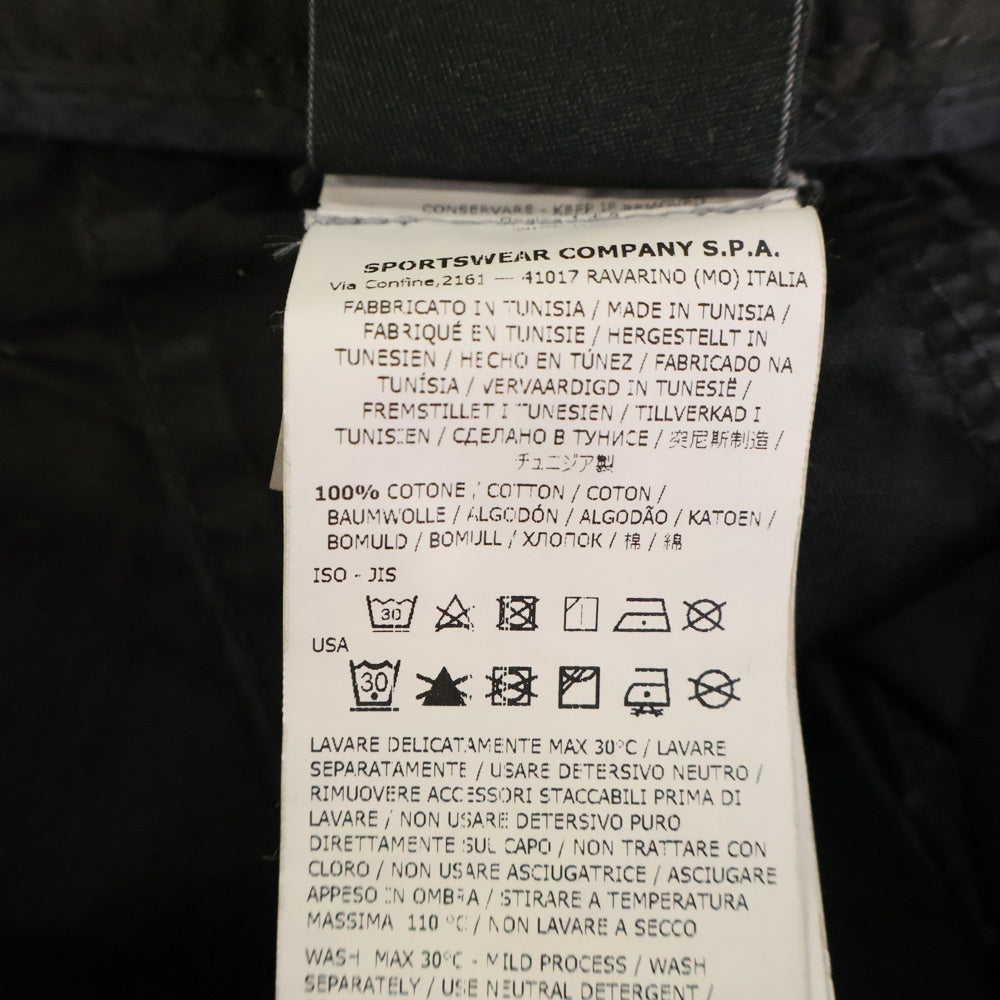 CONSERVARE - KEEP IF REMOVED
SPORTSWEAR COMPANY S.P.A.
Via Confine,2161 — 41017 RAVARINO (MO) ITALIA
FABBRICATO IN TUNISIA / MADE IN TUNISIA /
FABRIQUÉ EN TUNISIE / HERGESTELLT IN
TUNESIEN / HECHO EN TÚNEZ / FABRICADO NA
TUNÍSIA / VERVAARDIGD IN TUNESIË /
FREMSTILLET I TUNESIEN / TILLVERKAD I
TUNISIEN / СДЕЛАНО В ТУНИСЕ / 突尼斯制造 /
チュニジア製
100% COTONE / COTTON / COTON /
BAUMWOLLE / ALGODÓN / ALGODÃO / KATOEN /
BOMULD / BOMULL / ХЛОПОК / 棉 / 綿
ISO - JIS
30
USA
30
LAVARE DELICATAMENTE MAX 30°C / LAVARE
SEPARATAMENTE / USARE DETERSIVO NEUTRO /
RIMUOVERE ACCESSORI STACCABILI PRIMA DI
LAVARE / NON USARE DETERSIVO PURO
DIRETTAMENTE SUL CAPO / NON TRATTARE CON
CLORO / NON USARE ASCIUGATRICE / ASCIUGARE
APPESO IN OMBRA / STIRARE A TEMPERATURA
MASSIMA 110 °C / NON LAVARE A SECCO
WASH MAX 30°C - MILD PROCESS / WASH
SEPARATELY / USE NEUTRAL DETERGENT /